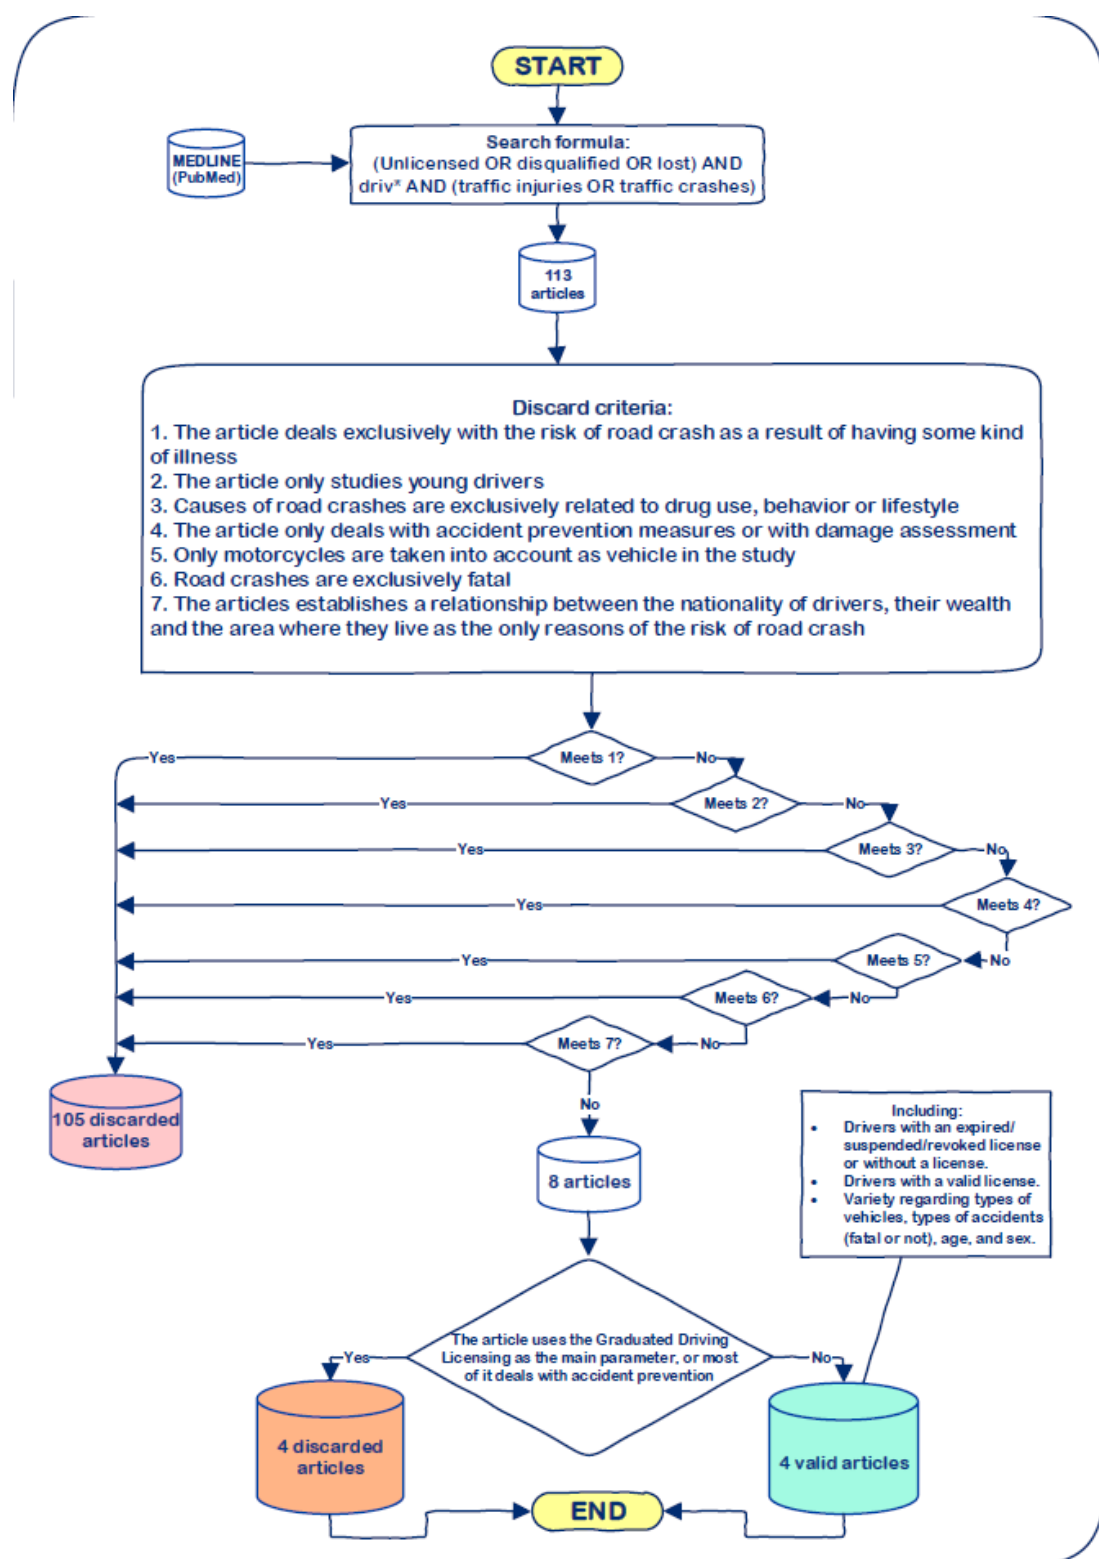 START
MEDLINE
(PubMed)
Search formula:
(Unlicensed OR disqualified OR lost) AND
driv* AND (traffic injuries OR traffic crashes)
113
articles
Discard criteria:
1. The article deals exclusively with the risk of road crash as a result of having some kind
of illness
2. The article only studies young drivers
3. Causes of road crashes are exclusively related to drug use, behavior or lifestyle
4. The article only deals with accident prevention measures or with damage assessment
5. Only motorcycles are taken into account as vehicle in the study
6. Road crashes are exclusively fatal
7. The articles establishes a relationship between the nationality of drivers, their wealth
and the area where they live as the only reasons of the risk of road crash
Yes
Meets 1?
No
Yes
Meets 2?
No
Yes
Meets 3?
No
Yes
Meets 4?
Yes
Meets 5?
No
Yes
Meets 6?
No
Yes
Meets 7?
No
No
105 discarded
articles
8 articles
Including:
• Drivers with an expired/
suspended/revoked license
or without a license.
• Drivers with a valid license.
• Variety regarding types of
vehicles, types of accidents
(fatal or not), age, and sex.
The article uses the Graduated Driving
Licensing as the main parameter, or most
of it deals with accident prevention
Yes
No
4 discarded
articles
4 valid articles
END